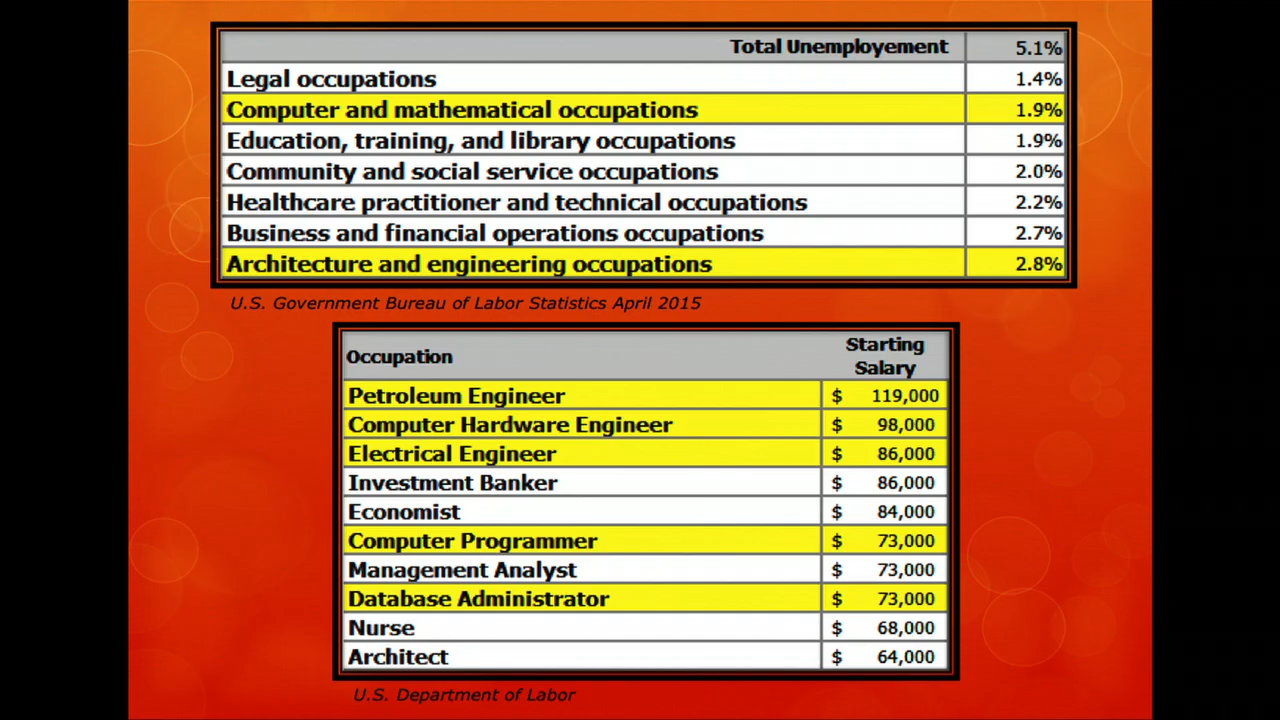 Total Unemployement 5.1%
Legal occupations 1.4%
Computer and mathematical occupations 1.9%
Education, training, and library occupations 1.9%
Community and social service occupations 2.0%
Healthcare practitioner and technical occupations 2.2%
Business and financial operations occupations 2.7%
Architecture and engineering occupations 2.8%
U.S. Government Bureau of Labor Statistics April 2015
Occupation Starting Salary
Petroleum Engineer $ 119,000
Computer Hardware Engineer $ 98,000
Electrical Engineer $ 86,000
Investment Banker $ 86,000
Economist $ 84,000
Computer Programmer $ 73,000
Management Analyst $ 73,000
Database Administrator $ 73,000
Nurse $ 68,000
Architect $ 64,000
U.S. Department of Labor